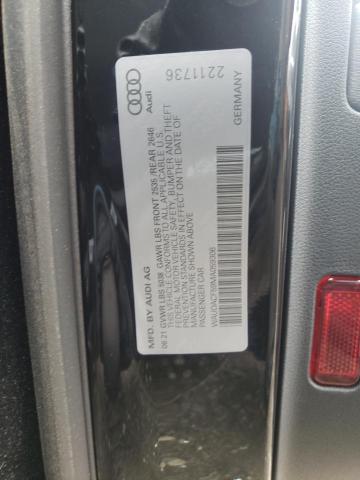 MFD. BY AUDI AG
06.21 GVWR LBS 5038 GAWR LBS FRONT 2535 /REAR 2646
THIS VEHICLE CONFORMS TO ALL APPLICABLE U.S.
FEDERAL MOTOR VEHICLE SAFETY, BUMPER AND THEFT
PREVENTION STANDARDS IN EFFECT ON THE DATE OF
MANUFACTURE SHOWN ABOVE
PASSENGER CAR
Audi
2211736
GERMANY